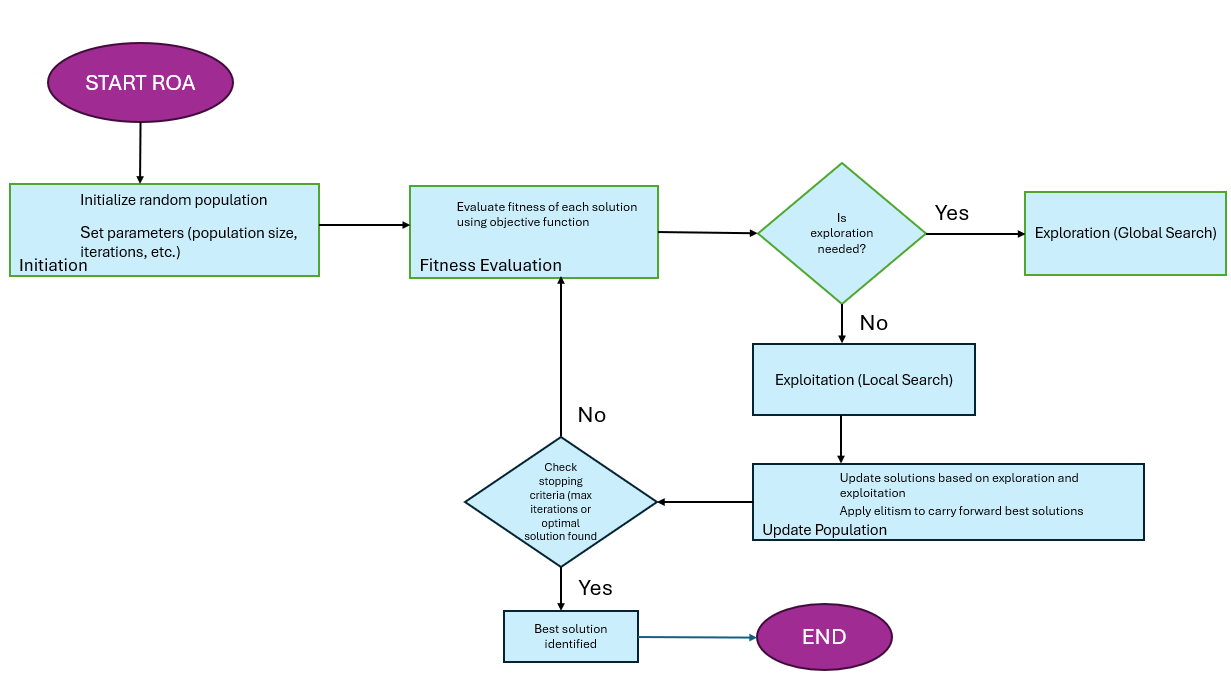 START ROA
Initialize random population
Set parameters (population size,
iterations, etc.)
Initiation
Evaluate fitness of each solution
using objective function
Fitness Evaluation
Is
exploration
needed?
Yes
Exploration (Global Search)
No
Exploitation (Local Search)
Update solutions based on exploration and
exploitation
Apply elitism to carry forward best solutions
Update Population
No
Check
stopping
criteria (max
iterations or
optimal
solution found
Yes
Best solution
identified
END